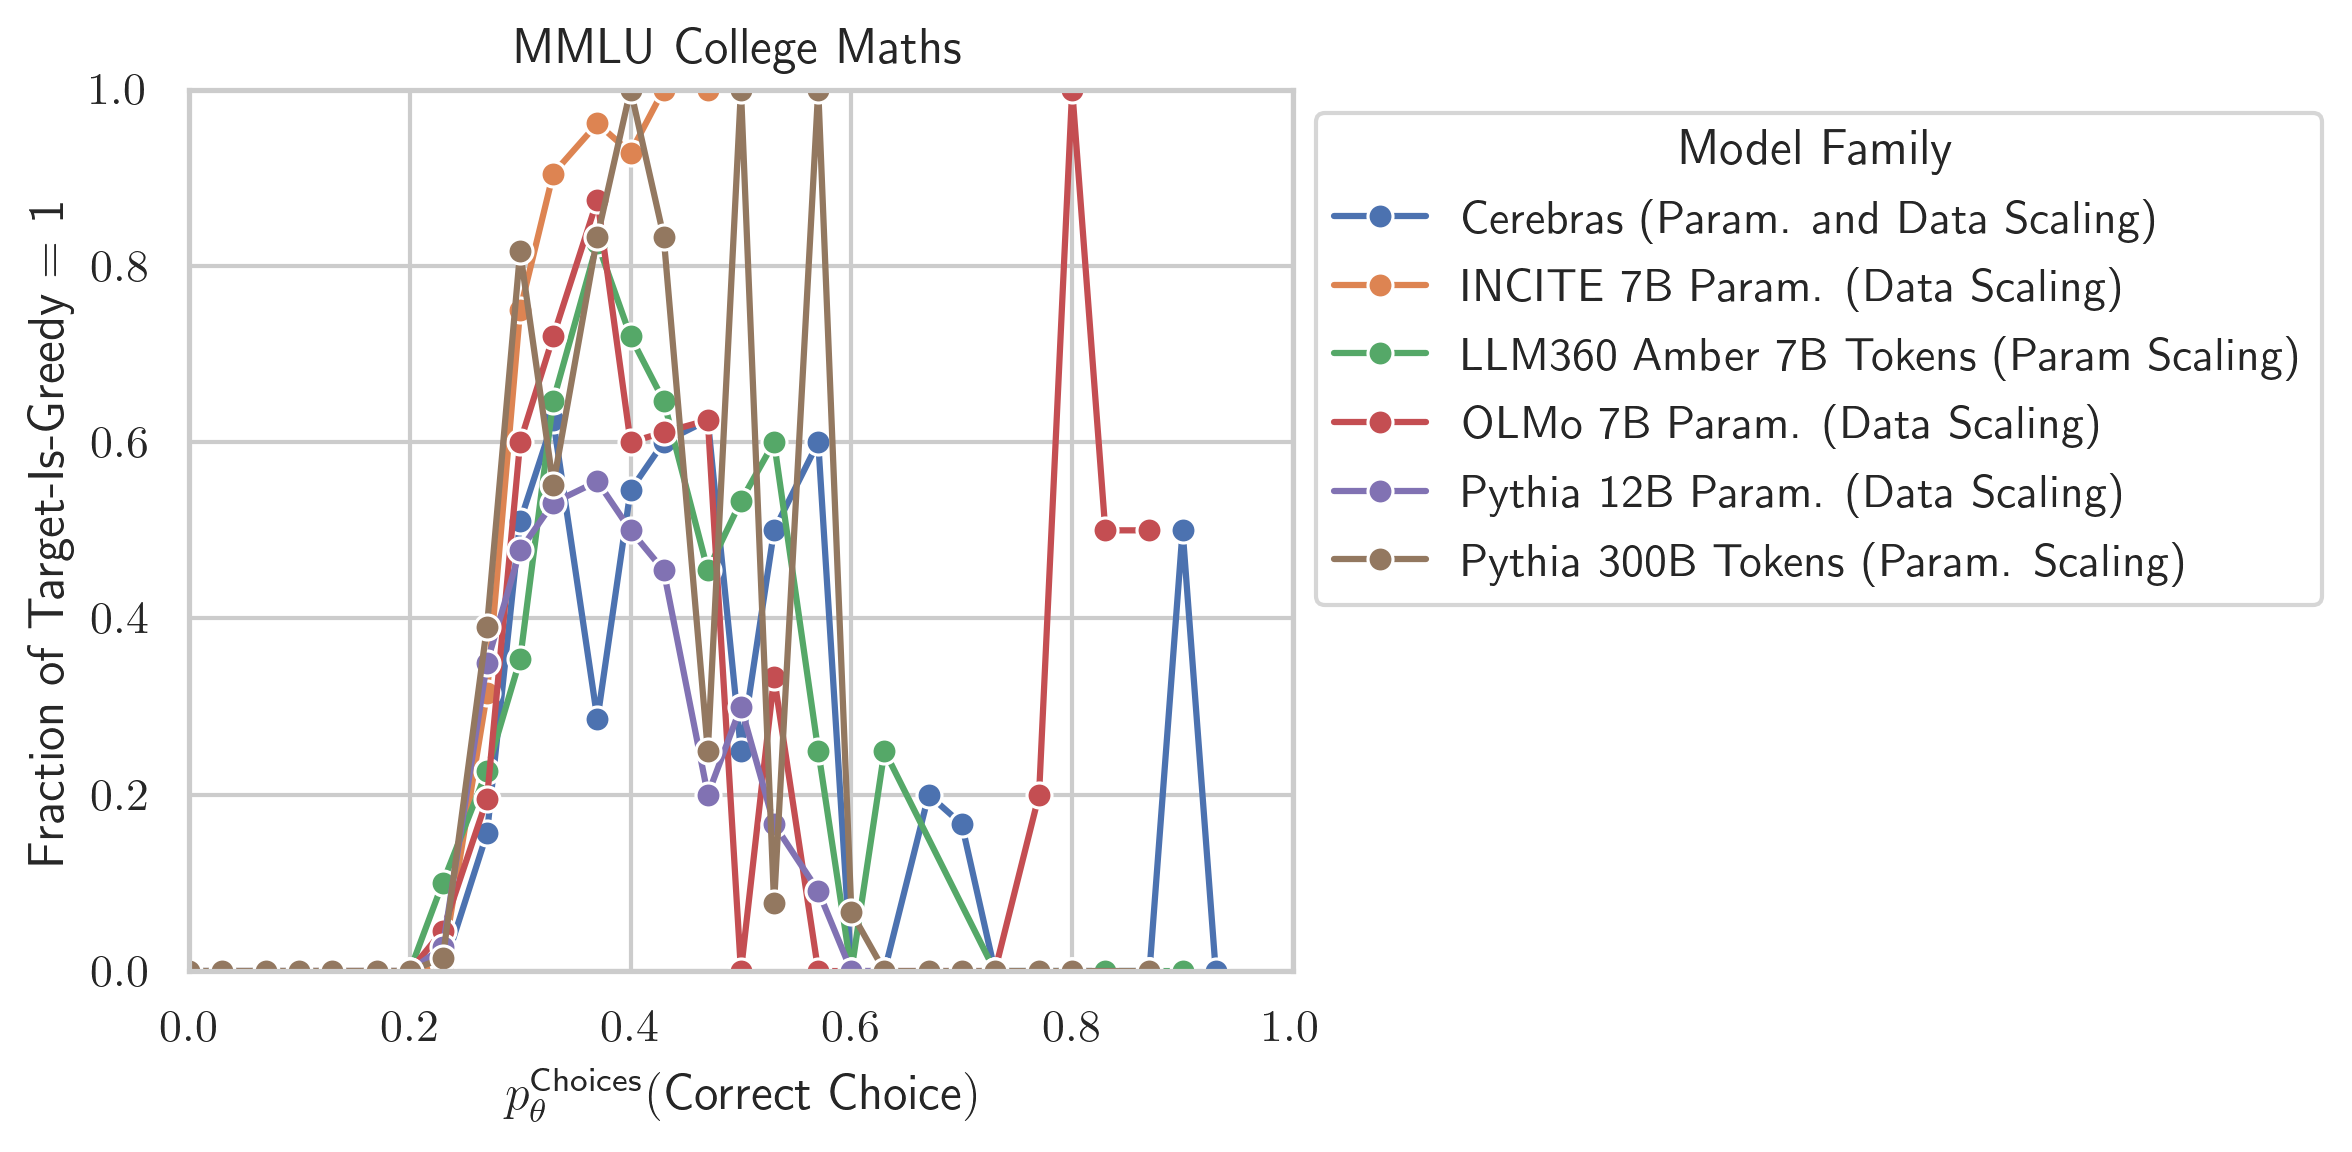 MMLU College Maths
Fraction of Target-Is-Greedy = 1
1.0
0.8
0.6
0.4
0.2
0.0
0.0 0.2 0.4 0.6 0.8 1.0
p_θ^Choices(Correct Choice)
Model Family
Cerebras (Param. and Data Scaling)
INCITE 7B Param. (Data Scaling)
LLM360 Amber 7B Tokens (Param Scaling)
OLMo 7B Param. (Data Scaling)
Pythia 12B Param. (Data Scaling)
Pythia 300B Tokens (Param. Scaling)